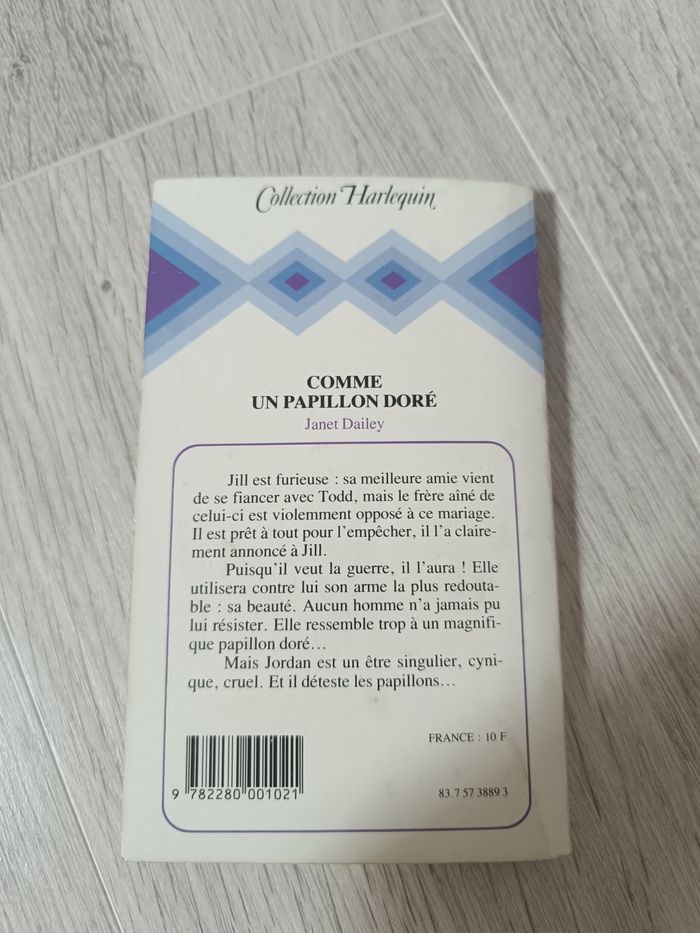 Collection Harlequin
COMME
UN PAPILLON DORÉ
Janet Dailey
Jill est furieuse : sa meilleure amie vient
de se fiancer avec Todd, mais le frère aîné de
celui-ci est violemment opposé à ce mariage.
Il est prêt à tout pour l'empêcher, il l'a claire-
ment annoncé à Jill.
Puisqu'il veut la guerre, il l'aura ! Elle
utilisera contre lui son arme la plus redouta-
ble : sa beauté. Aucun homme n'a jamais pu
lui résister. Elle ressemble trop à un magnifi-
que papillon doré...
Mais Jordan est un être singulier, cyni-
que, cruel. Et il déteste les papillons...
FRANCE : 10 F
9 782280 001021
83.7 57 3889 3